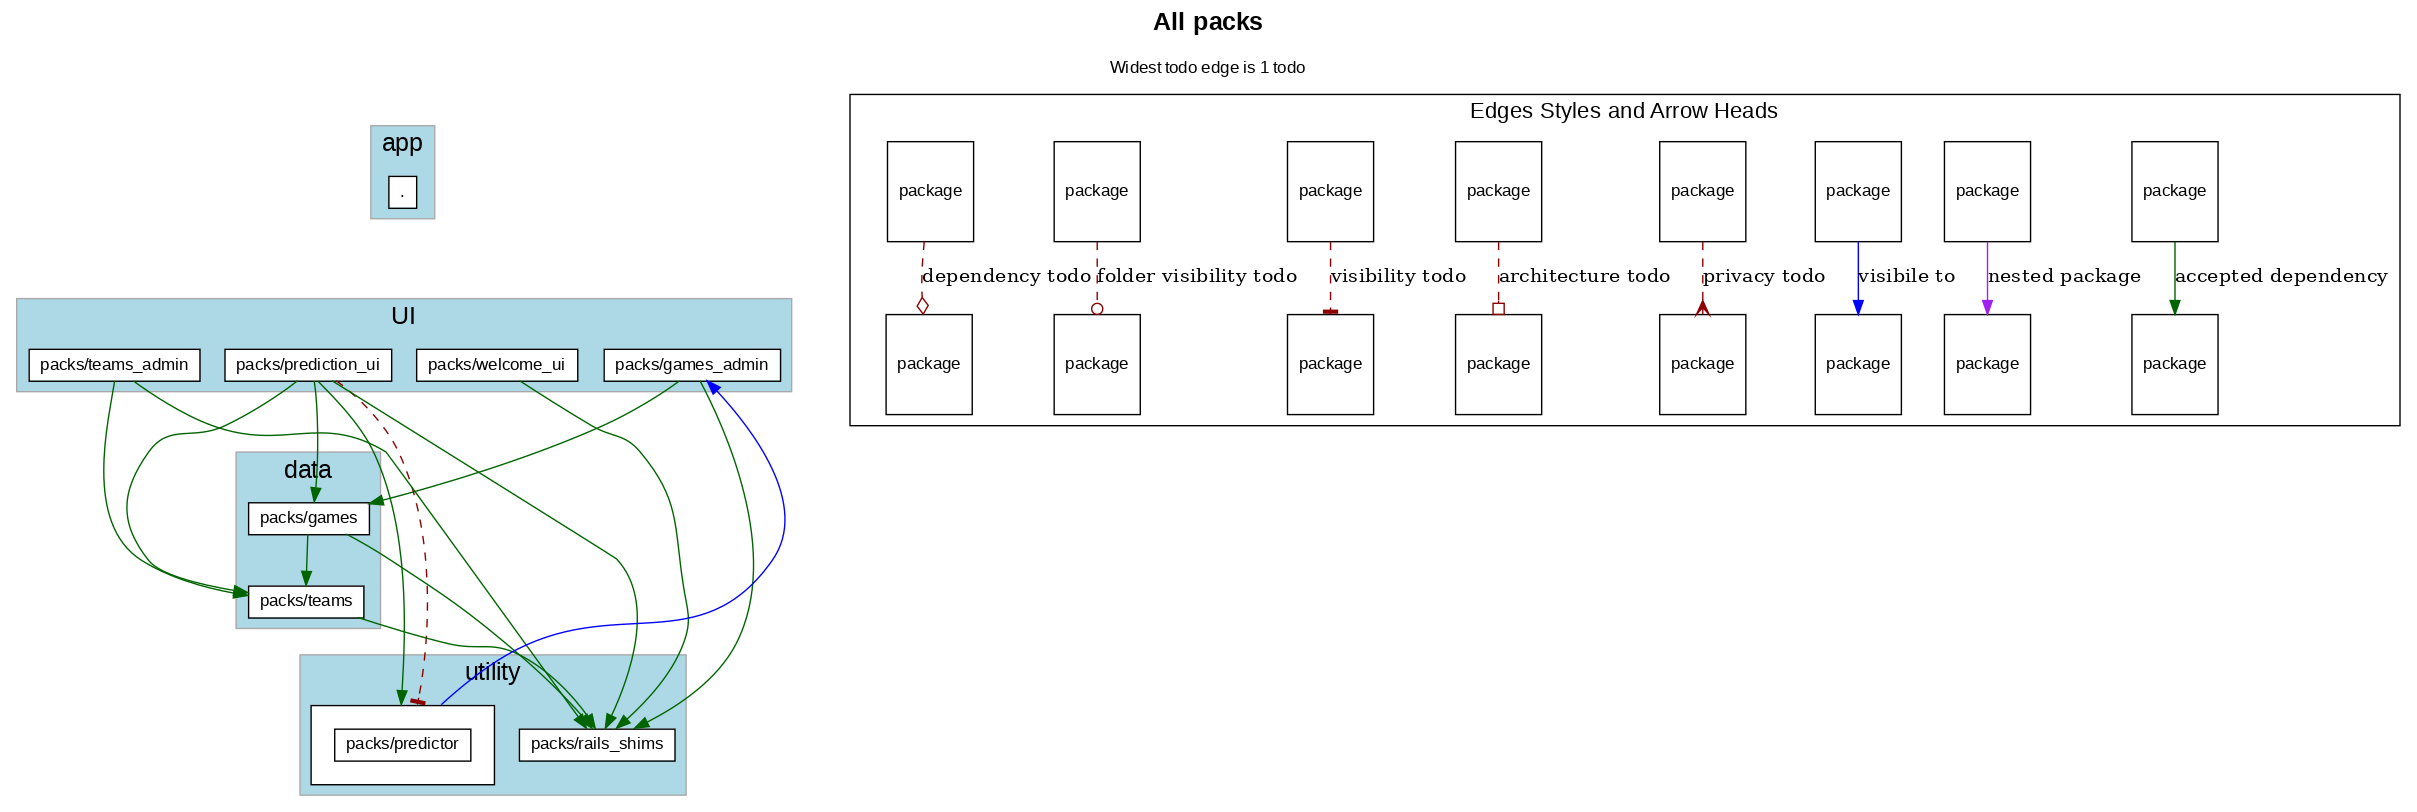 All packs
Widest todo edge is 1 todo
Edges Styles and Arrow Heads
package package package package package package package package
dependency todo folder visibility todo visibility todo architecture todo privacy todo visibile to nested package accepted dependency
package package package package package package package package
app
.
UI
packs/teams_admin packs/prediction_ui packs/welcome_ui packs/games_admin
data
packs/games
packs/teams
utility
packs/predictor packs/rails_shims